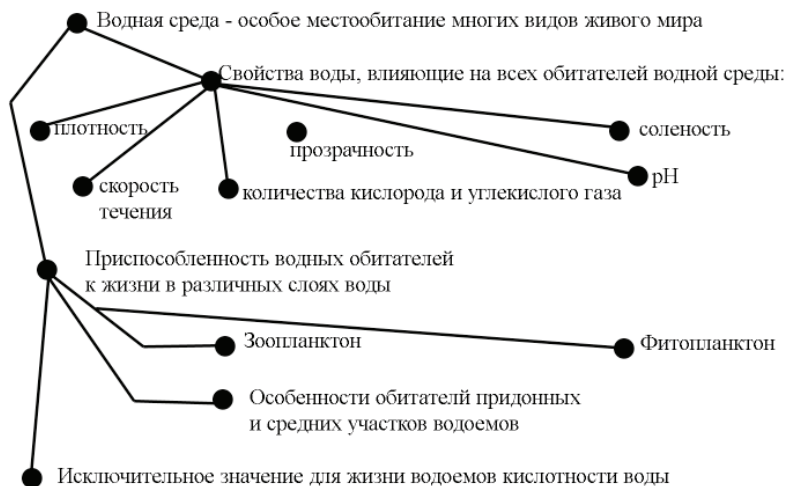 Водная среда - особое местообитание многих видов живого мира
Свойства воды, влияющие на всех обитателей водной среды:
плотность
прозрачность
соленость
скорость
течения
количества кислорода и углекислого газа
pH
Приспособленность водных обитателей
к жизни в различных слоях воды
Зоопланктон
Фитопланктон
Особенности обитателй придонных
и средних участков водоемов
Исключительное значение для жизни водоемов кислотности воды